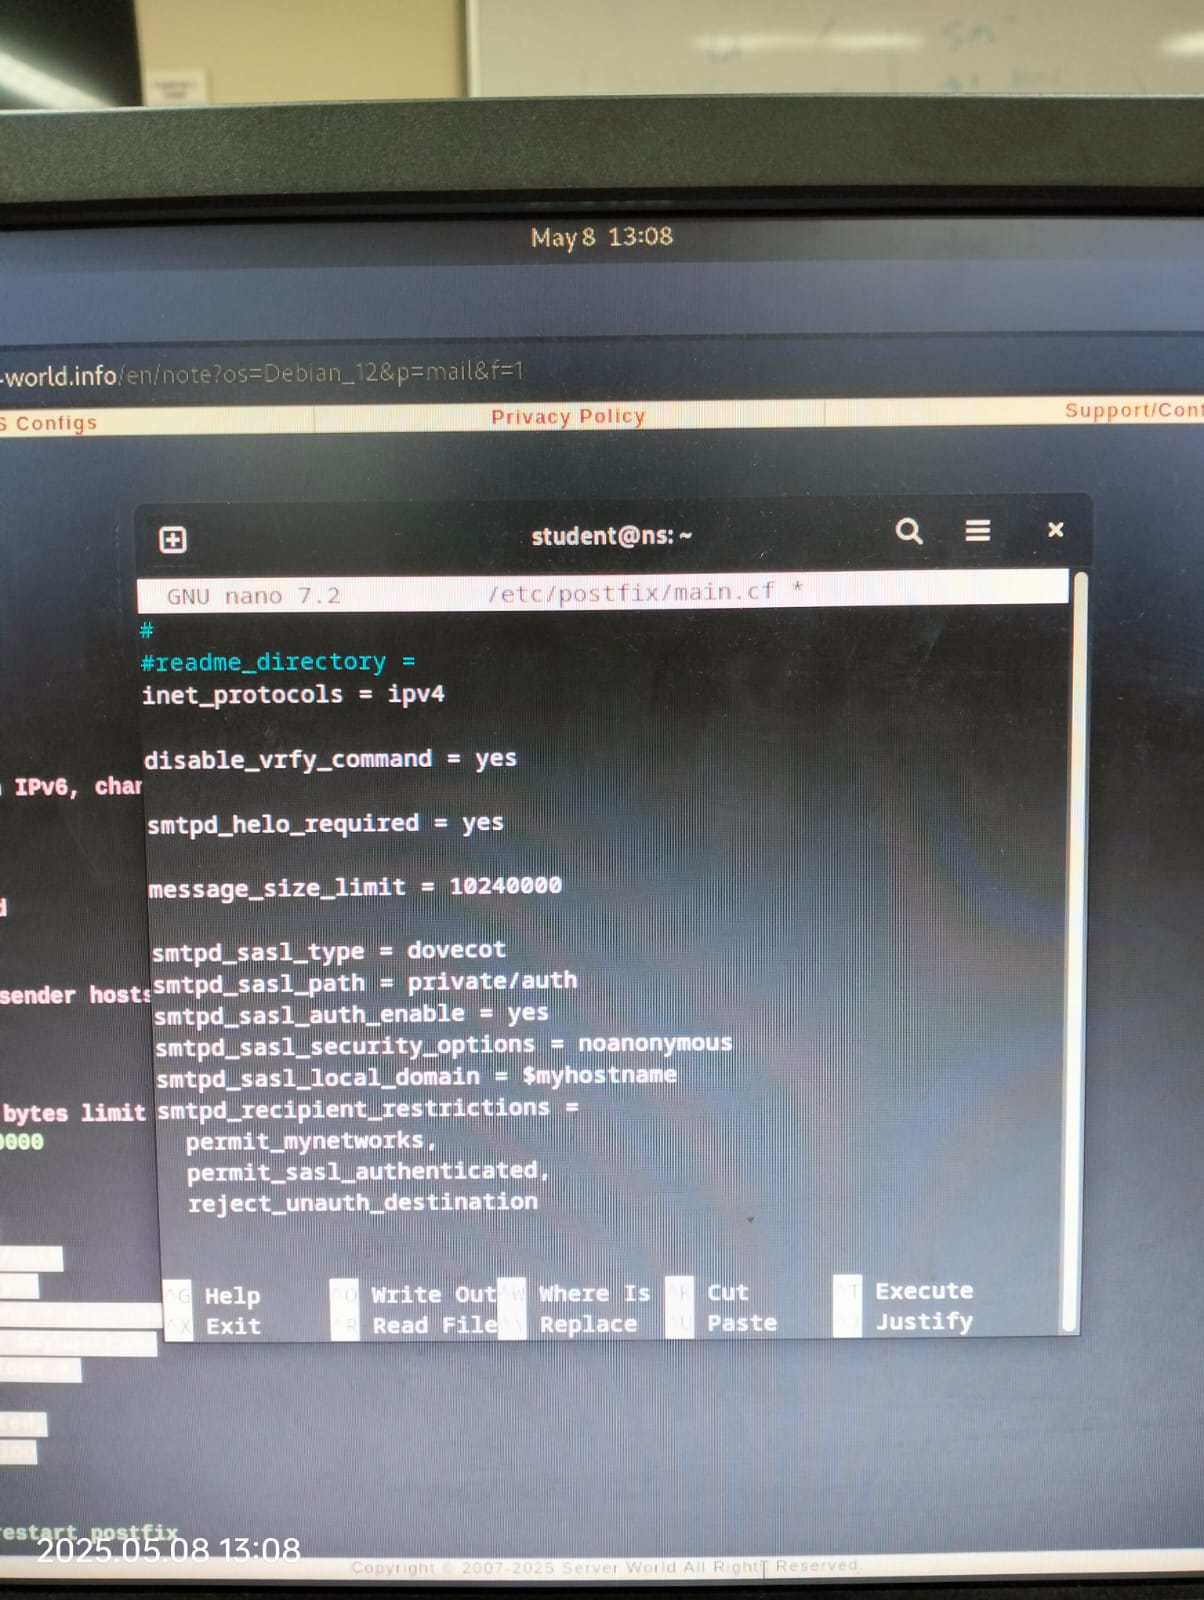 May 8 13:08
-world.info/en/note?os=Debian_12&p=mail&f=1
S Configs
Privacy Policy
Support/Conf
student@ns: ~
GNU nano 7.2 /etc/postfix/main.cf *
#
#readme_directory =
inet_protocols = ipv4
disable_vrfy_command = yes
IPv6, char
smtpd_helo_required = yes
message_size_limit = 10240000
d
smtpd_sasl_type = dovecot
smtpd_sasl_path = private/auth
sender hosts
smtpd_sasl_auth_enable = yes
smtpd_sasl_security_options = noanonymous
smtpd_sasl_local_domain = $myhostname
bytes limit
smtpd_recipient_restrictions =
0000
permit_mynetworks,
permit_sasl_authenticated,
reject_unauth_destination
^G Help ^O Write Out ^W Where Is ^K Cut ^T Execute
^X Exit ^R Read File ^\ Replace ^U Paste ^J Justify
restart postfix
2025.05.08 13:08
Copyright © 2007-2025 Server World All Rights Reserved.